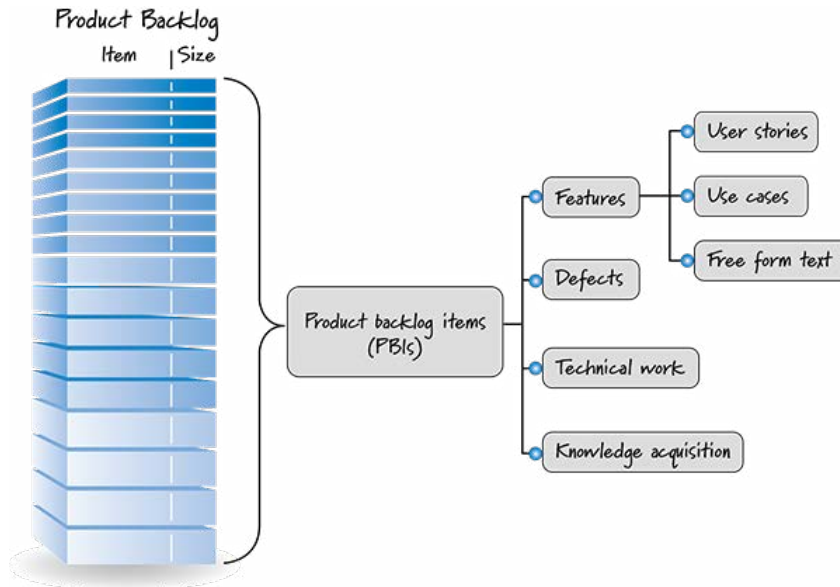 Product Backlog
Item | Size
Product backlog items
(PBIs)
Features
Defects
Technical work
Knowledge acquisition
User stories
Use cases
Free form text